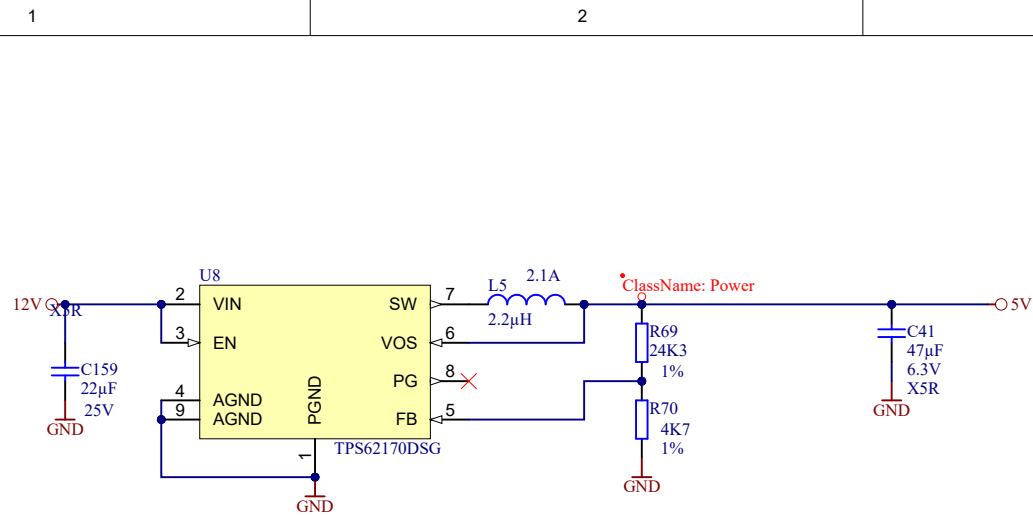 1
2
U8
2.1A
L5
ClassName: Power
12V
X5R
2
VIN
SW
7
5V
2.2µH
3
EN
VOS
6
R69
24K3
1%
C41
47µF
6.3V
X5R
GND
C159
22µF
25V
GND
PG
8
4
AGND
9
AGND
PGND
FB
5
R70
4K7
1%
TPS62170DSG
1
GND
GND